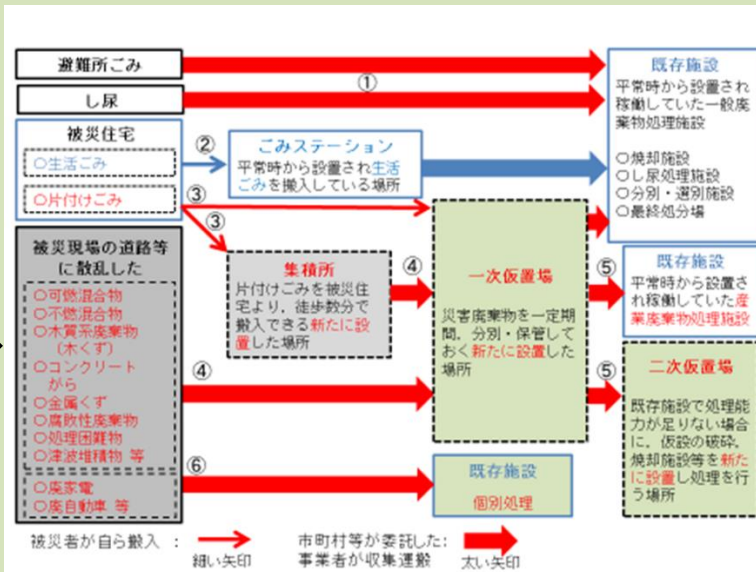 避難所ごみ
し尿
①
既存施設
平常時から設置され
稼働していた一般廃
棄物処理施設
○焼却施設
○し尿処理施設
○分別・選別施設
○最終処分場
被災住宅
○生活ごみ
○片付けごみ
②
ごみステーション
平常時から設置され生活
ごみを搬入している場所
③
③
被災現場の道路等
に散乱した
○可燃混合物
○不燃混合物
○木質系廃棄物
(木くず)
○コンクリート
がら
○金属くず
○腐敗性廃棄物
○処理困難物
○津波堆積物 等
○廃家電
○廃自動車 等
集積所
片付けごみを被災住
宅より，徒歩数分で
搬入できる新たに設
置した場所
④
④
一次仮置場
災害廃棄物を一定期
間，分別・保管して
おく新たに設置した
場所
⑤
既存施設
平常時から設置さ
れ稼働していた産
業廃棄物処理施設
⑤
二次仮置場
既存施設で処理能
力が足りない場合
に，仮設の破砕，
焼却施設等を新た
に設置し処理を行
う場所
⑥
既存施設
個別処理
被災者が自ら搬入 :
細い矢印
市町村等が委託した:
事業者が収集運搬
太い矢印